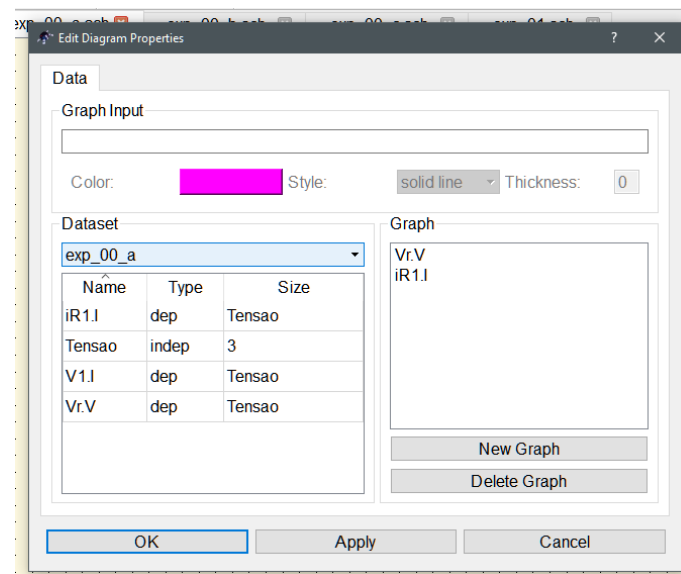 Edit Diagram Properties ? ×
Data
Graph Input
Color: Style: solid line Thickness: 0
Dataset
exp_00_a
Name Type Size
iR1.I dep Tensao
Tensao indep 3
V1.I dep Tensao
Vr.V dep Tensao
Graph
Vr.V
iR1.I
New Graph
Delete Graph
OK Apply Cancel